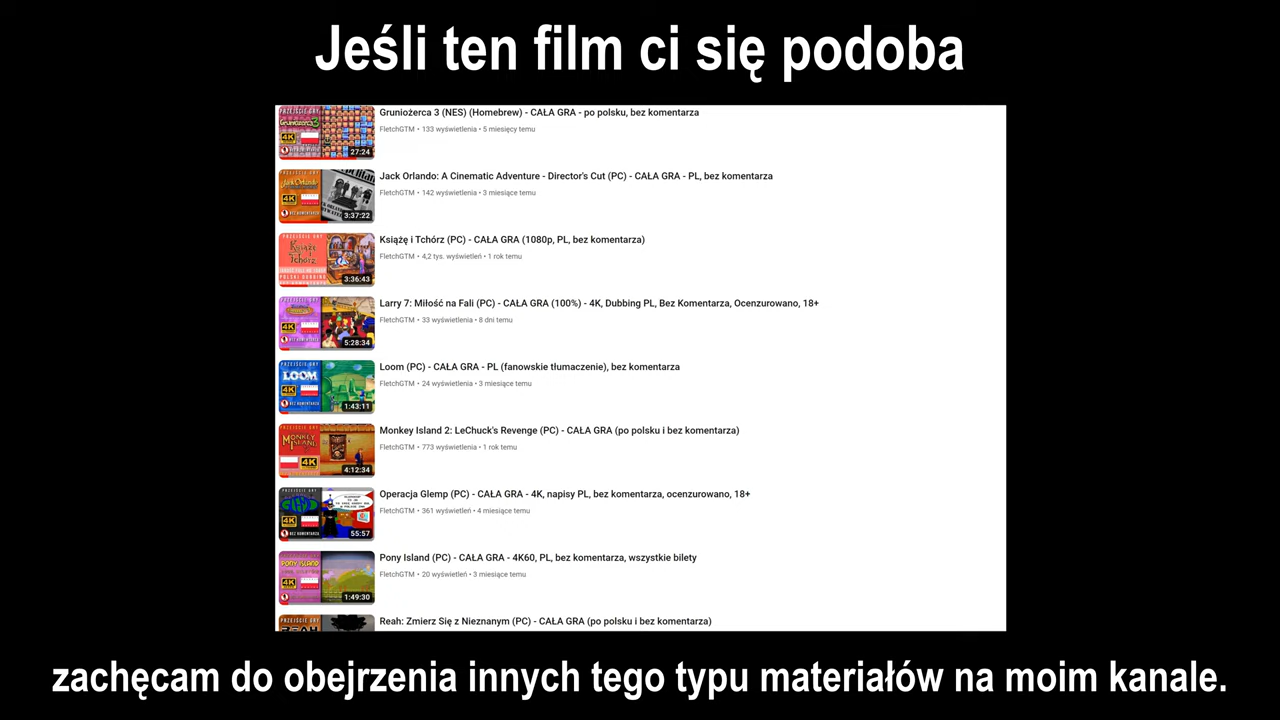 Jeśli ten film ci się podoba
Gruniożerca 3 (NES) (Homebrew) - CAŁA GRA - po polsku, bez komentarza
FletchGTM • 133 wyświetlenia • 5 miesięcy temu
27:24
Jack Orlando: A Cinematic Adventure - Director's Cut (PC) - CAŁA GRA - PL, bez komentarza
FletchGTM • 142 wyświetlenia • 3 miesiące temu
3:37:22
Książę i Tchórz (PC) - CAŁA GRA (1080p, PL, bez komentarza)
FletchGTM • 4,2 tys. wyświetleń • 1 rok temu
3:36:43
Larry 7: Miłość na Fali (PC) - CAŁA GRA (100%) - 4K, Dubbing PL, Bez Komentarza, Ocenzurowano, 18+
FletchGTM • 33 wyświetlenia • 8 dni temu
5:28:34
Loom (PC) - CAŁA GRA - PL (fanowskie tłumaczenie), bez komentarza
FletchGTM • 24 wyświetlenia • 3 miesiące temu
1:43:11
Monkey Island 2: LeChuck's Revenge (PC) - CAŁA GRA (po polsku i bez komentarza)
FletchGTM • 773 wyświetlenia • 1 rok temu
4:12:34
Operacja Glemp (PC) - CAŁA GRA - 4K, napisy PL, bez komentarza, ocenzurowano, 18+
FletchGTM • 361 wyświetleń • 4 miesiące temu
55:57
Pony Island (PC) - CAŁA GRA - 4K60, PL, bez komentarza, wszystkie bilety
FletchGTM • 20 wyświetleń • 3 miesiące temu
1:49:30
Reah: Zmierz Się z Nieznanym (PC) - CAŁA GRA (po polsku i bez komentarza)
zachęcam do obejrzenia innych tego typu materiałów na moim kanale.